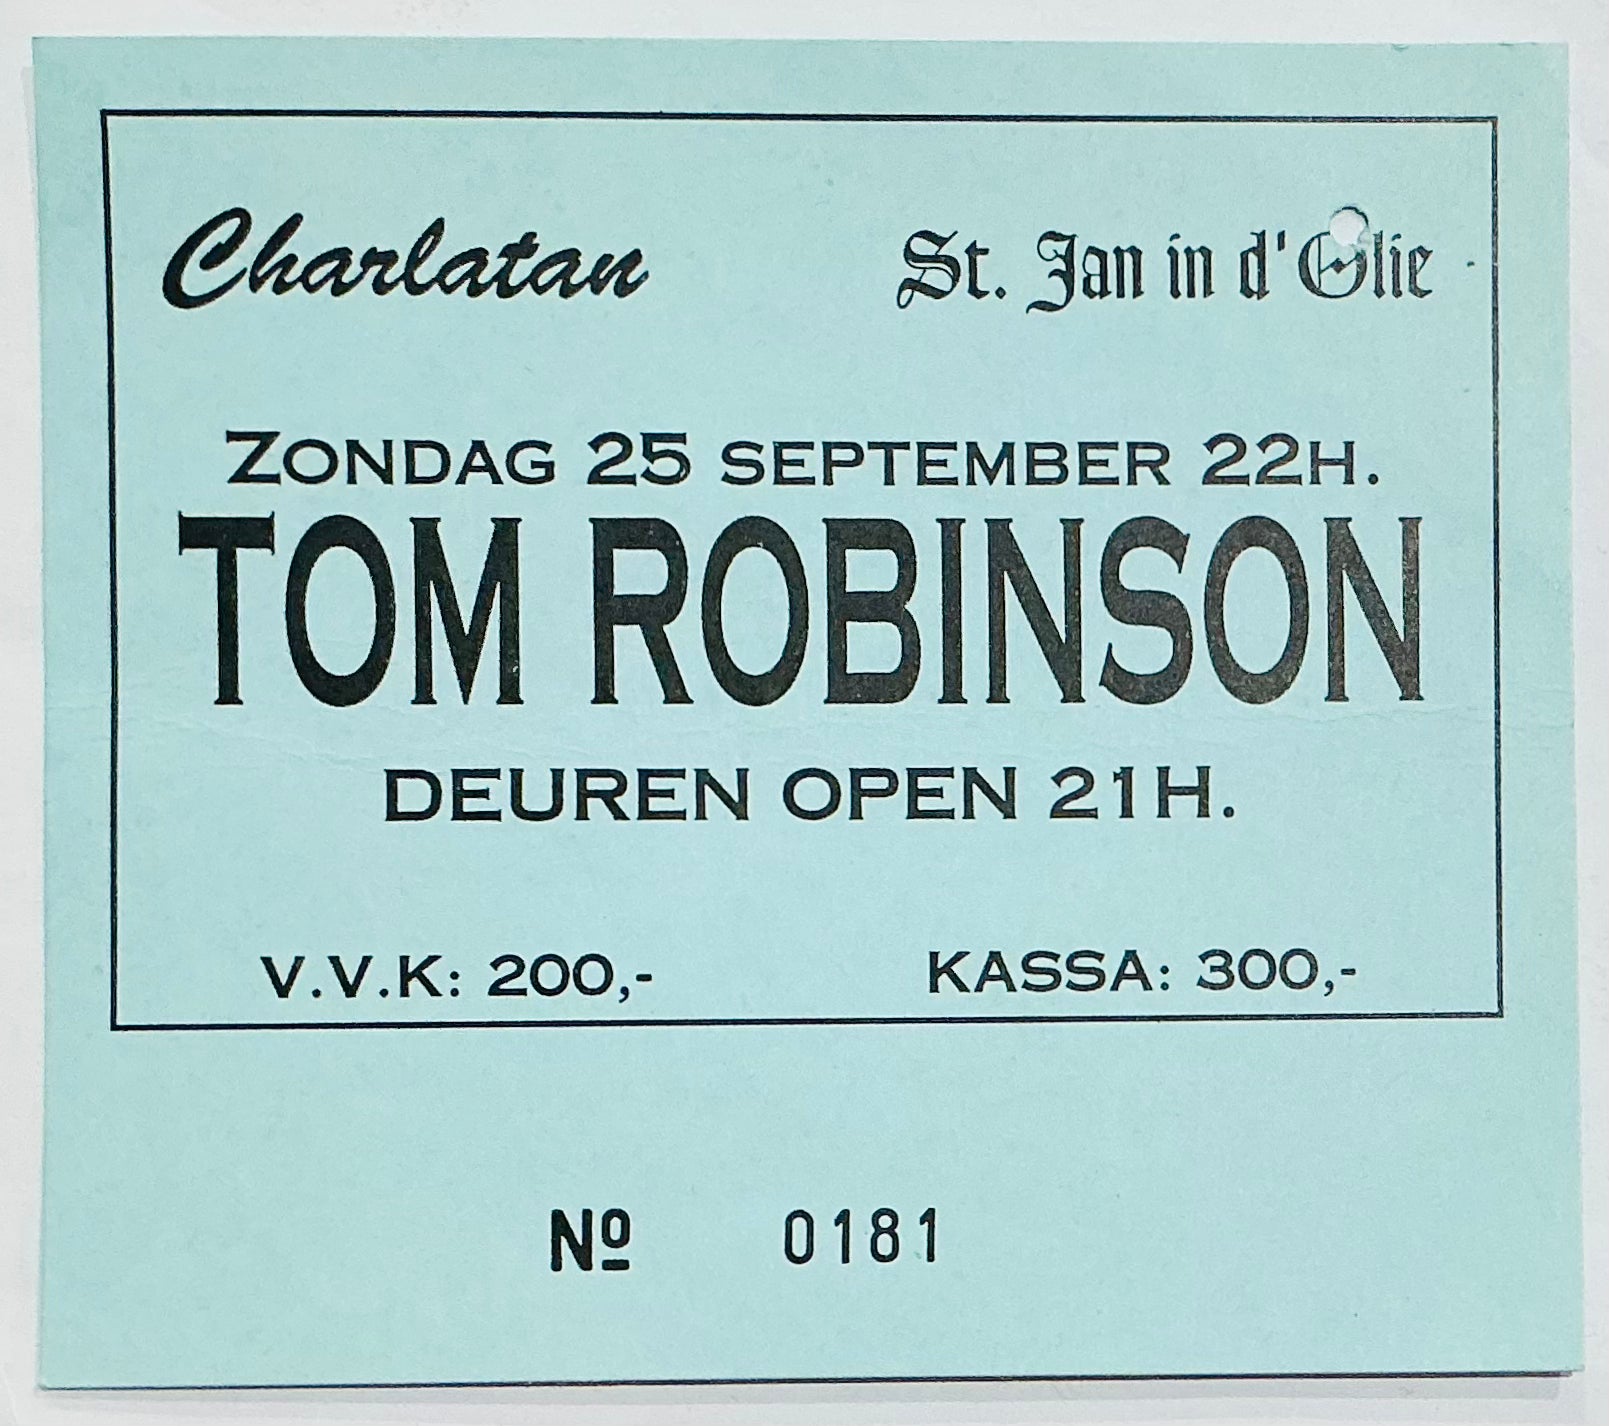 Charlatan St. Jan in d'Olie
ZONDAG 25 SEPTEMBER 22H.
TOM ROBINSON
DEUREN OPEN 21H.
V.V.K: 200,- KASSA: 300,-
Nº 0181